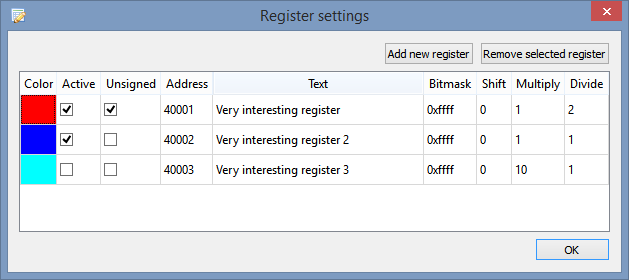 Register settings
Add new register Remove selected register
Color Active Unsigned Address Text Bitmask Shift Multiply Divide
40001 Very interesting register 0xffff 0 1 2
40002 Very interesting register 2 0xffff 0 1 1
40003 Very interesting register 3 0xffff 0 10 1
OK